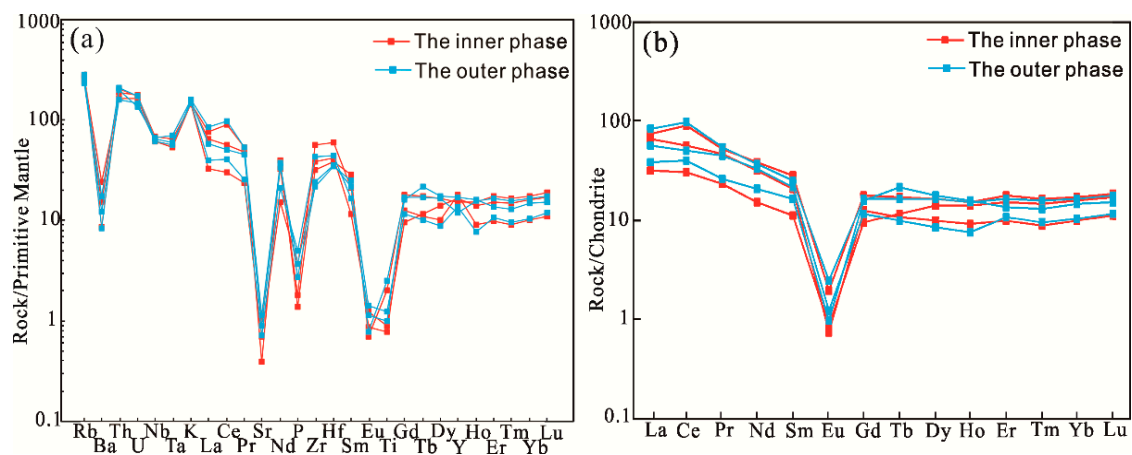 (a)
The inner phase
The outer phase
Rock/Primitive Mantle
1000
100
10
1
0.1
Rb Th Nb K Ce Sr P Hf Eu Gd Dy Ho Tm Lu
Ba U Ta La Pr Nd Zr Sm Ti Tb Y Er Yb
(b)
The inner phase
The outer phase
Rock/Chondrite
1000
100
10
1
0.1
La Ce Pr Nd Sm Eu Gd Tb Dy Ho Er Tm Yb Lu